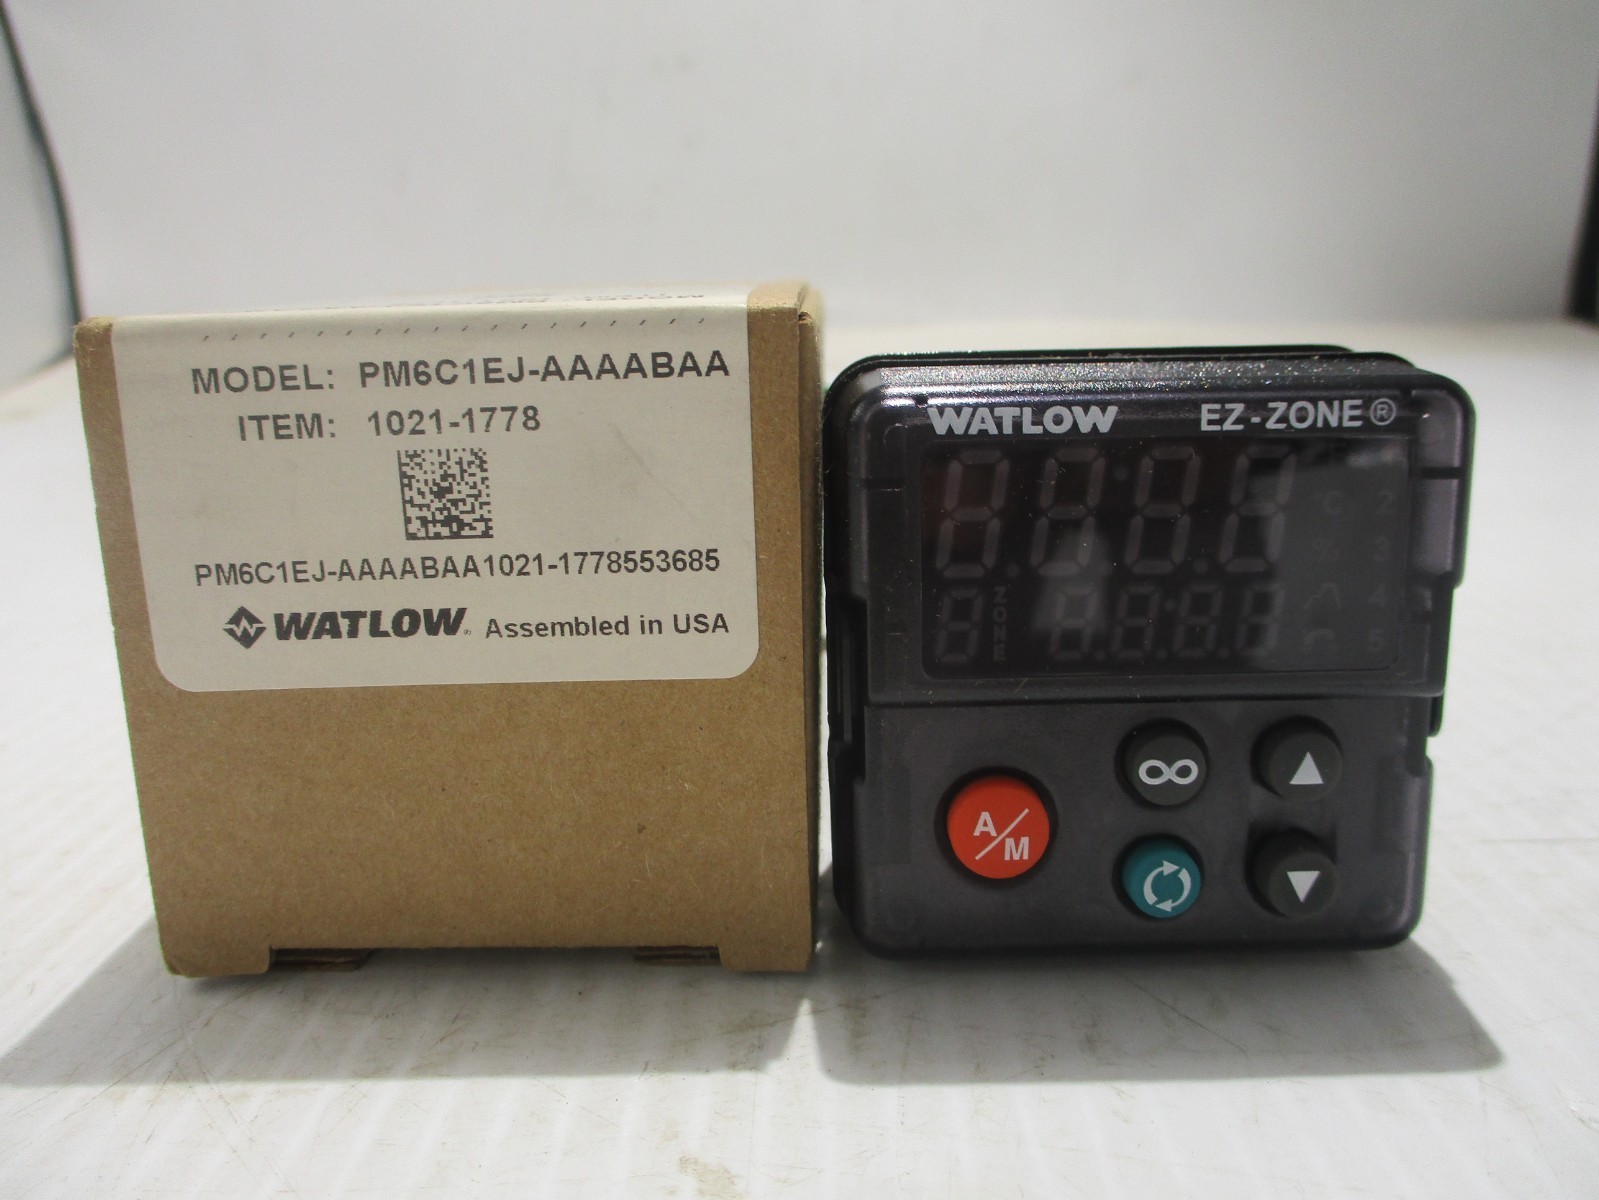 MODEL: PM6C1EJ-AAAABAA
ITEM: 1021-1778
PM6C1EJ-AAAABAA1021-1778553685
WATLOW® Assembled in USA
WATLOW EZ-ZONE®
C 2
3
ZONE 4
5
A/M